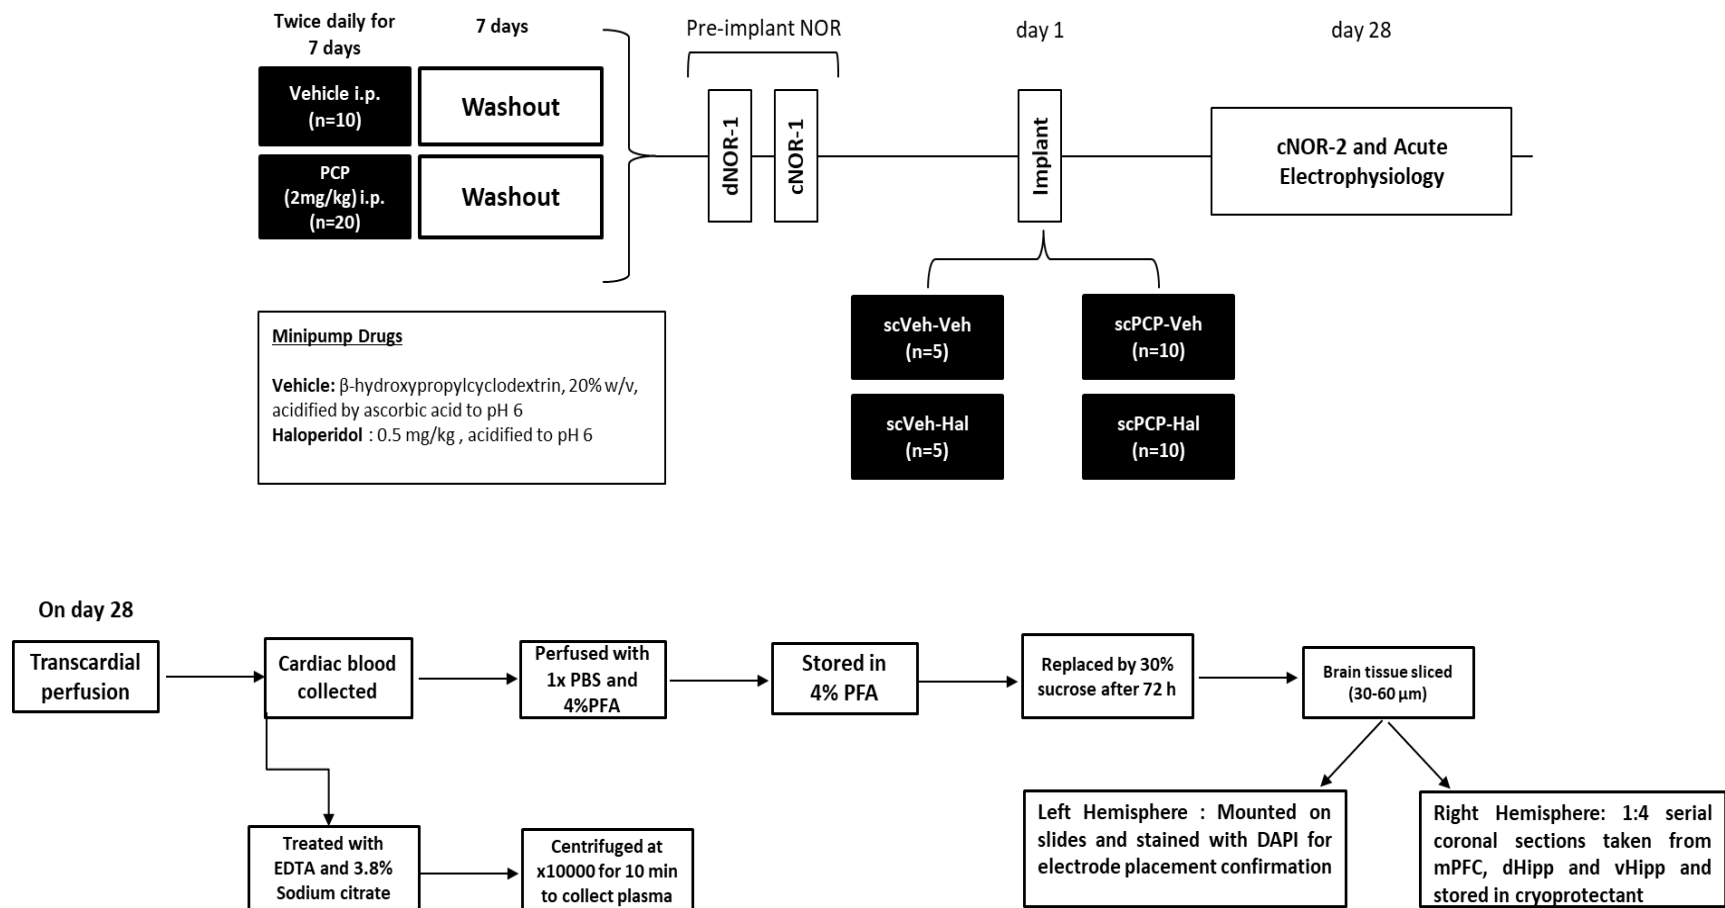 Twice daily for
7 days
7 days
Pre-implant NOR
day 1
day 28
Vehicle i.p.
(n=10)
Washout
PCP
(2mg/kg) i.p.
(n=20)
Washout
dNOR-1
cNOR-1
Implant
cNOR-2 and Acute
Electrophysiology
scVeh-Veh
(n=5)
scPCP-Veh
(n=10)
scVeh-Hal
(n=5)
scPCP-Hal
(n=10)
Minipump Drugs
Vehicle: β-hydroxypropylcyclodextrin, 20% w/v,
acidified by ascorbic acid to pH 6
Haloperidol : 0.5 mg/kg , acidified to pH 6
On day 28
Transcardial
perfusion
Cardiac blood
collected
Perfused with
1x PBS and
4%PFA
Stored in
4% PFA
Replaced by 30%
sucrose after 72 h
Brain tissue sliced
(30-60 μm)
Treated with
EDTA and 3.8%
Sodium citrate
Centrifuged at
x10000 for 10 min
to collect plasma
Left Hemisphere : Mounted on
slides and stained with DAPI for
electrode placement confirmation
Right Hemisphere: 1:4 serial
coronal sections taken from
mPFC, dHipp and vHipp and
stored in cryoprotectant